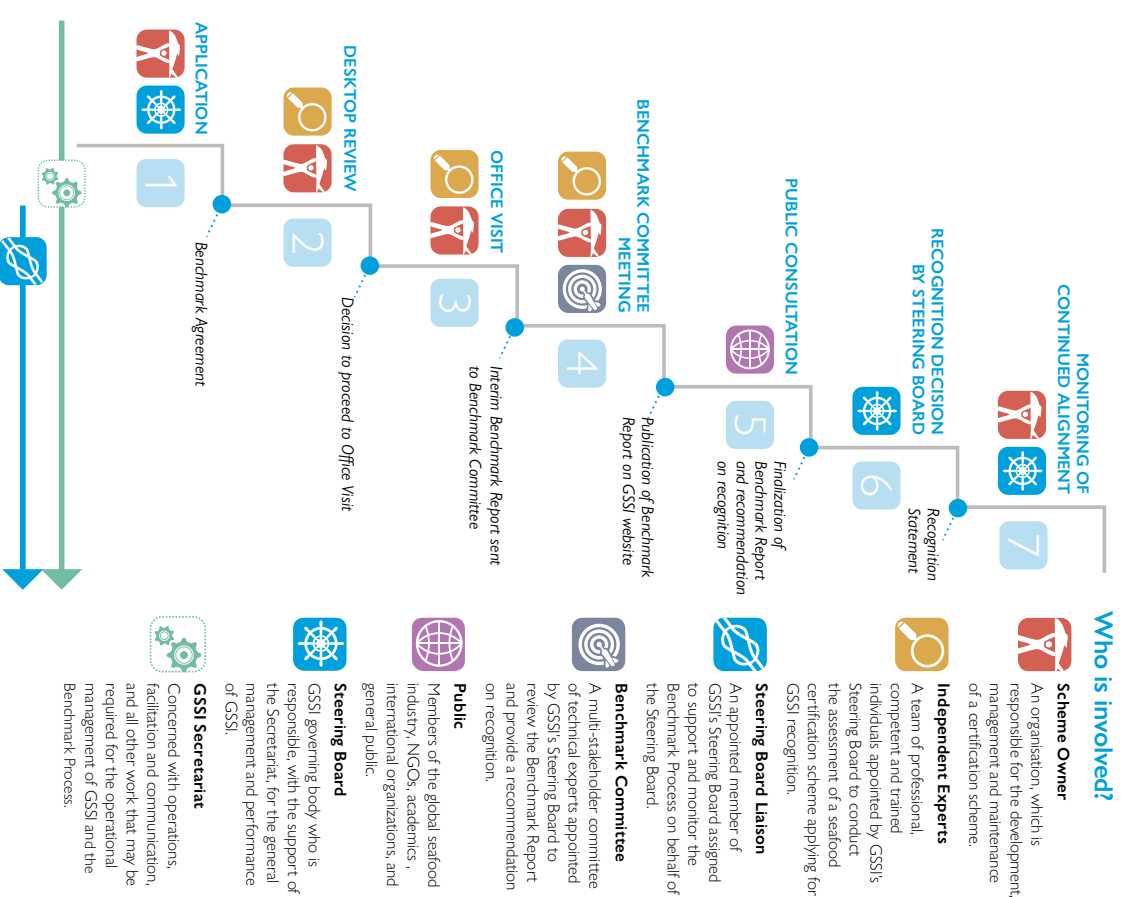 APPLICATION
1
Benchmark Agreement
DESKTOP REVIEW
2
Decision to proceed to Office Visit
OFFICE VISIT
3
Interim Benchmark Report sent
to Benchmark Committee
BENCHMARK COMMITTEE
MEETING
4
Publication of Benchmark
Report on GSSI website
PUBLIC CONSULTATION
5
Finalization of
Benchmark Report
and recommendation
on recognition
RECOGNITION DECISION
BY STEERING BOARD
6
Recognition
Statement
MONITORING OF
CONTINUED ALIGNMENT
7
Who is involved?
Scheme Owner
An organisation, which is
responsible for the development,
management and maintenance
of a certification scheme.
Independent Experts
A team of professional,
competent and trained
individuals appointed by GSSI's
Steering Board to conduct
the assessment of a seafood
certification scheme applying for
GSSI recognition.
Steering Board Liaison
An appointed member of
GSSI's Steering Board assigned
to support and monitor the
Benchmark Process on behalf of
the Steering Board.
Benchmark Committee
A multi-stakeholder committee
of technical experts appointed
by GSSI's Steering Board to
review the Benchmark Report
and provide a recommendation
on recognition.
Public
Members of the global seafood
industry, NGOs, academics ,
international organizations, and
general public.
Steering Board
GSSI governing body who is
responsible, with the support of
the Secretariat, for the general
management and performance
of GSSI.
GSSI Secretariat
Concerned with operations,
facilitation and communication,
and all other work that may be
required for the operational
management of GSSI and the
Benchmark Process.